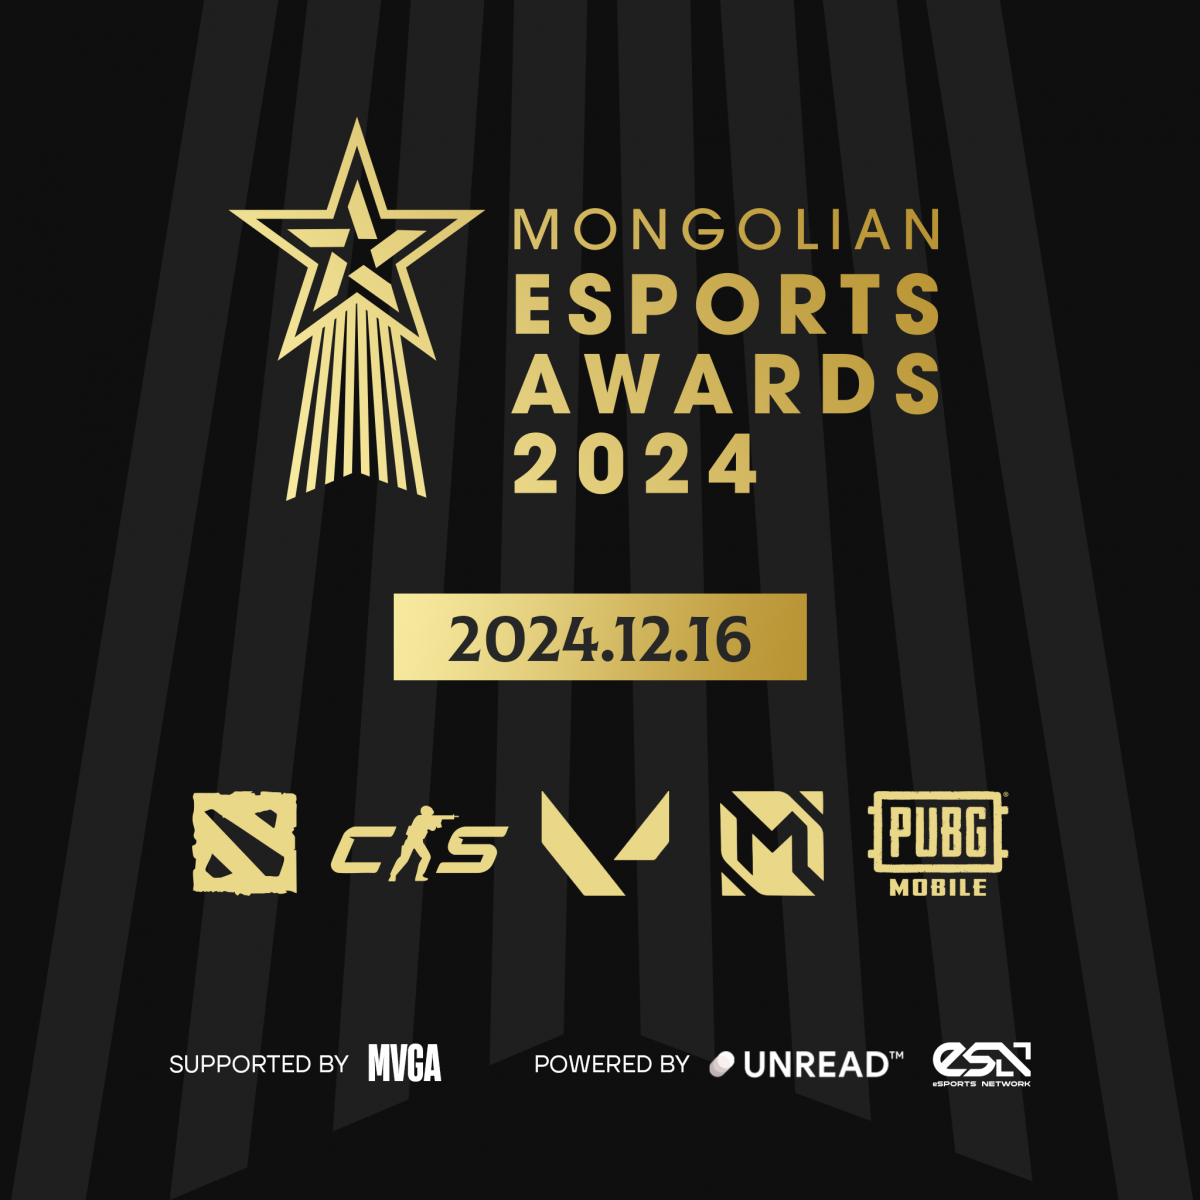 MONGOLIAN
ESPORTS
AWARDS
2024
2024.12.16
CS
M
PUBG
MOBILE
SUPPORTED BY MVGA
POWERED BY UNREAD™ ESN
eSPORTS NETWORK